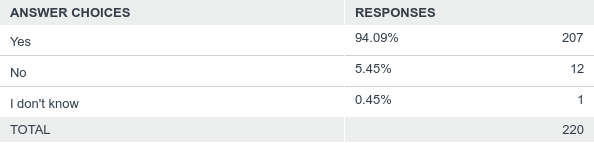 ANSWER CHOICES RESPONSES
Yes 94.09% 207
No 5.45% 12
I don't know 0.45% 1
TOTAL 220